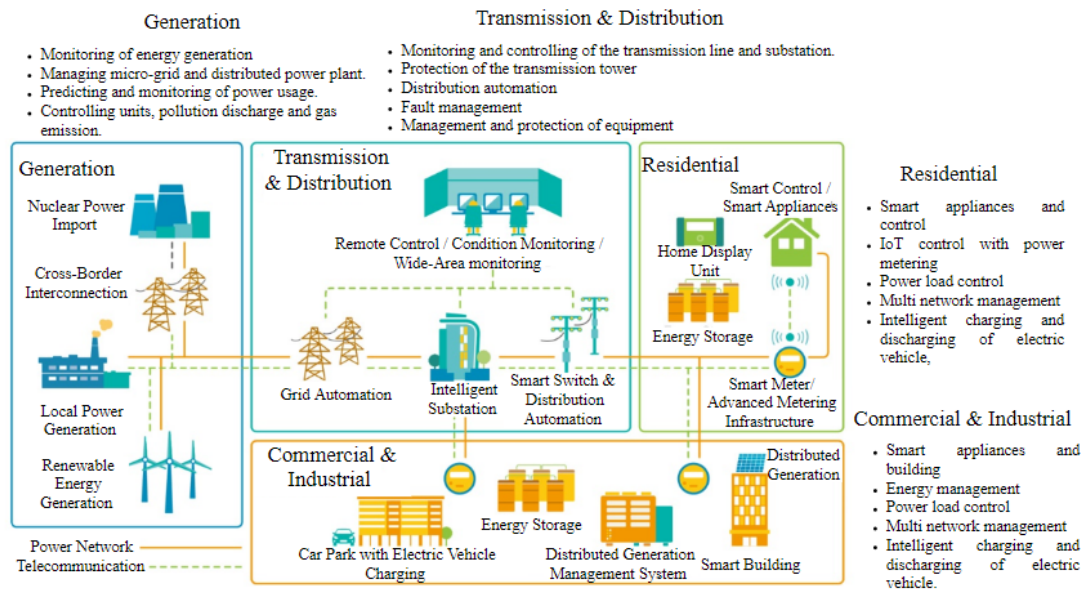 Generation
• Monitoring of energy generation
• Managing micro-grid and distributed power plant.
• Predicting and monitoring of power usage.
• Controlling units, pollution discharge and gas
emission.
Transmission & Distribution
• Monitoring and controlling of the transmission line and substation.
• Protection of the transmission tower
• Distribution automation
• Fault management
• Management and protection of equipment
Generation
Nuclear Power
Import
Cross-Border
Interconnection
Local Power
Generation
Renewable
Energy
Generation
Transmission
& Distribution
Remote Control / Condition Monitoring /
Wide-Area monitoring
Grid Automation
Intelligent
Substation
Smart Switch &
Distribution
Automation
Residential
Smart Control /
Smart Appliances
Home Display
Unit
Energy Storage
Smart Meter/
Advanced Metering
Infrastructure
Residential
• Smart appliances and
control
• IoT control with power
metering
• Power load control
• Multi network management
• Intelligent charging and
discharging of electric
vehicle,
Commercial &
Industrial
Car Park with Electric Vehicle
Charging
Energy Storage
Distributed Generation
Management System
Distributed
Generation
Smart Building
Commercial & Industrial
• Smart appliances and
building
• Energy management
• Power load control
• Multi network management
• Intelligent charging and
discharging of electric
vehicle.
Power Network
Telecommunication